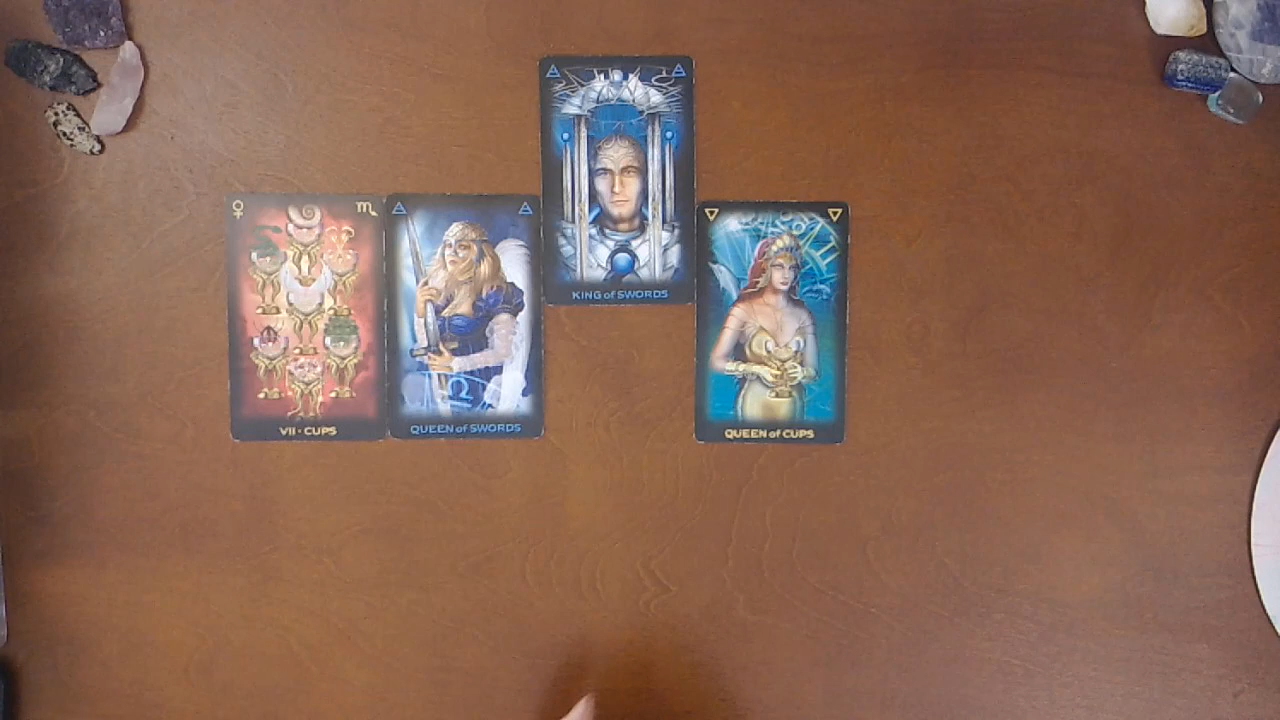 VII · CUPS
QUEEN of SWORDS
KING of SWORDS
QUEEN of CUPS